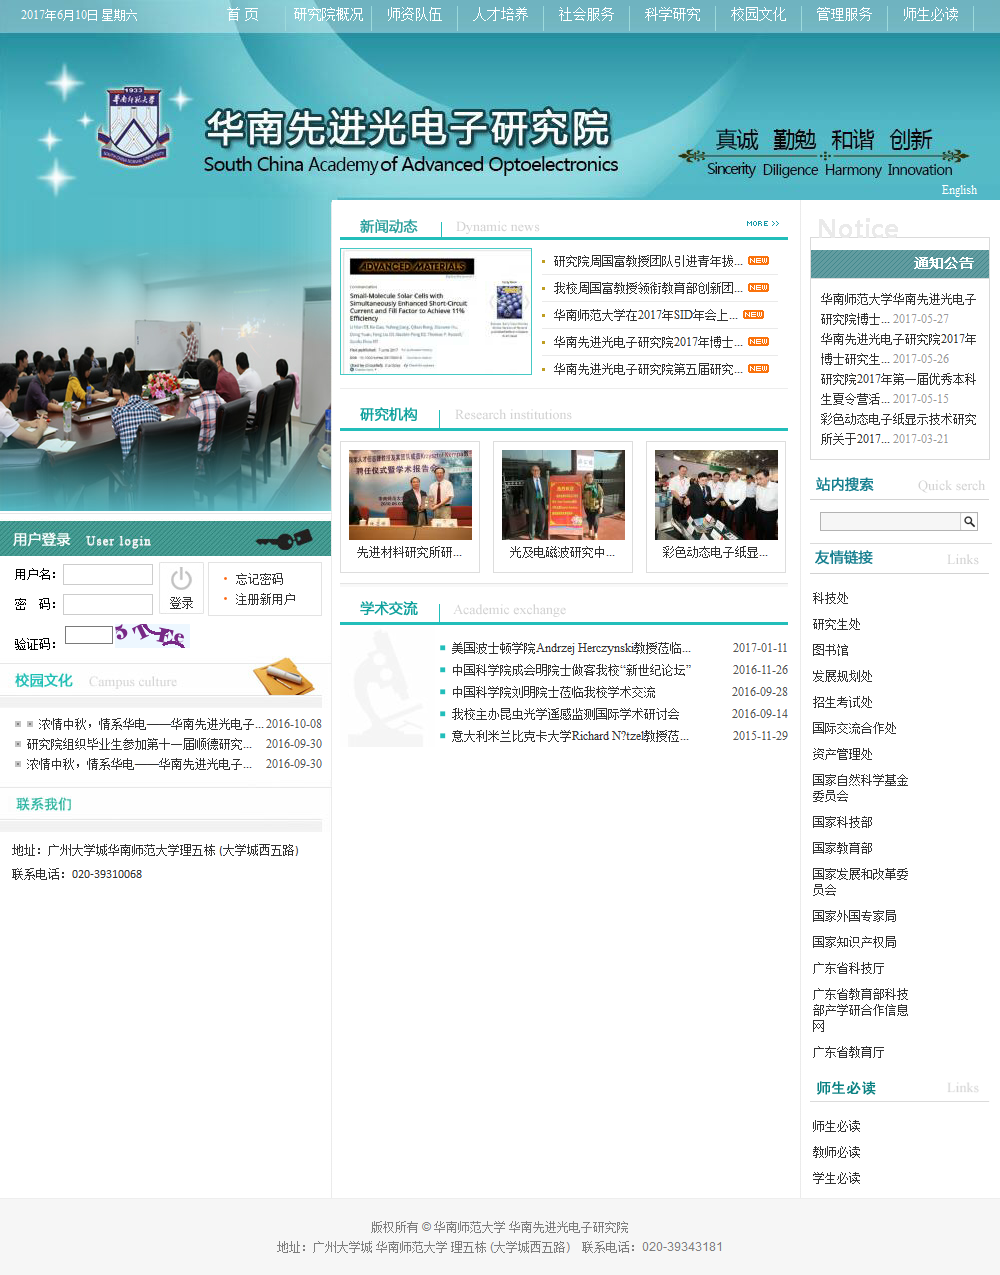 2017年6月10日 星期六
首 页 研究院概况 师资队伍 人才培养 社会服务 科学研究 校园文化 管理服务 师生必读
1933
华南师范大学
华南先进光电子研究院
South China Academy of Advanced Optoelectronics
真诚 勤勉 和谐 创新
Sincerity Diligence Harmony Innovation
English
新闻动态 Dynamic news MORE >>
ADVANCED MATERIALS
Small-Molecule Solar Cells with
Simultaneously Enhanced Short-Circuit
Current and Fill Factor to Achieve 11%
Efficiency
研究院周国富教授团队引进青年拔... NEW
我校周国富教授领衔教育部创新团... NEW
华南师范大学在2017年SID年会上... NEW
华南先进光电子研究院2017年博士... NEW
华南先进光电子研究院第五届研究... NEW
研究机构 Research institutions
先进材料研究所研...
光及电磁波研究中...
彩色动态电子纸显...
学术交流 Academic exchange
美国波士顿学院Andrzej Herczynski教授莅临... 2017-01-11
中国科学院成会明院士做客我校“新世纪论坛” 2016-11-26
中国科学院刘明院士莅临我校学术交流 2016-09-28
我校主办昆虫光学遥感监测国际学术研讨会 2016-09-14
意大利米兰比克卡大学Richard N?tzel教授莅... 2015-11-29
用户登录 User login
用户名：
密 码：
验证码：
5TEe
登录
忘记密码
注册新用户
校园文化 Campus culture
浓情中秋，情系华电——华南先进光电子... 2016-10-08
研究院组织毕业生参加第十一届顺德研究... 2016-09-30
浓情中秋，情系华电——华南先进光电子... 2016-09-30
联系我们
地址：广州大学城华南师范大学理五栋 (大学城西五路)
联系电话：020-39310068
Notice
通知公告
华南师范大学华南先进光电子
研究院博士... 2017-05-27
华南先进光电子研究院2017年
博士研究生... 2017-05-26
研究院2017年第一届优秀本科
生夏令营活... 2017-05-15
彩色动态电子纸显示技术研究
所关于2017... 2017-03-21
站内搜索 Quick serch
友情链接 Links
科技处
研究生处
图书馆
发展规划处
招生考试处
国际交流合作处
资产管理处
国家自然科学基金
委员会
国家科技部
国家教育部
国家发展和改革委
员会
国家外国专家局
国家知识产权局
广东省科技厅
广东省教育部科技
部产学研合作信息
网
广东省教育厅
师生必读 Links
师生必读
教师必读
学生必读
版权所有 © 华南师范大学 华南先进光电子研究院
地址：广州大学城 华南师范大学 理五栋 (大学城西五路) 联系电话：020-39343181